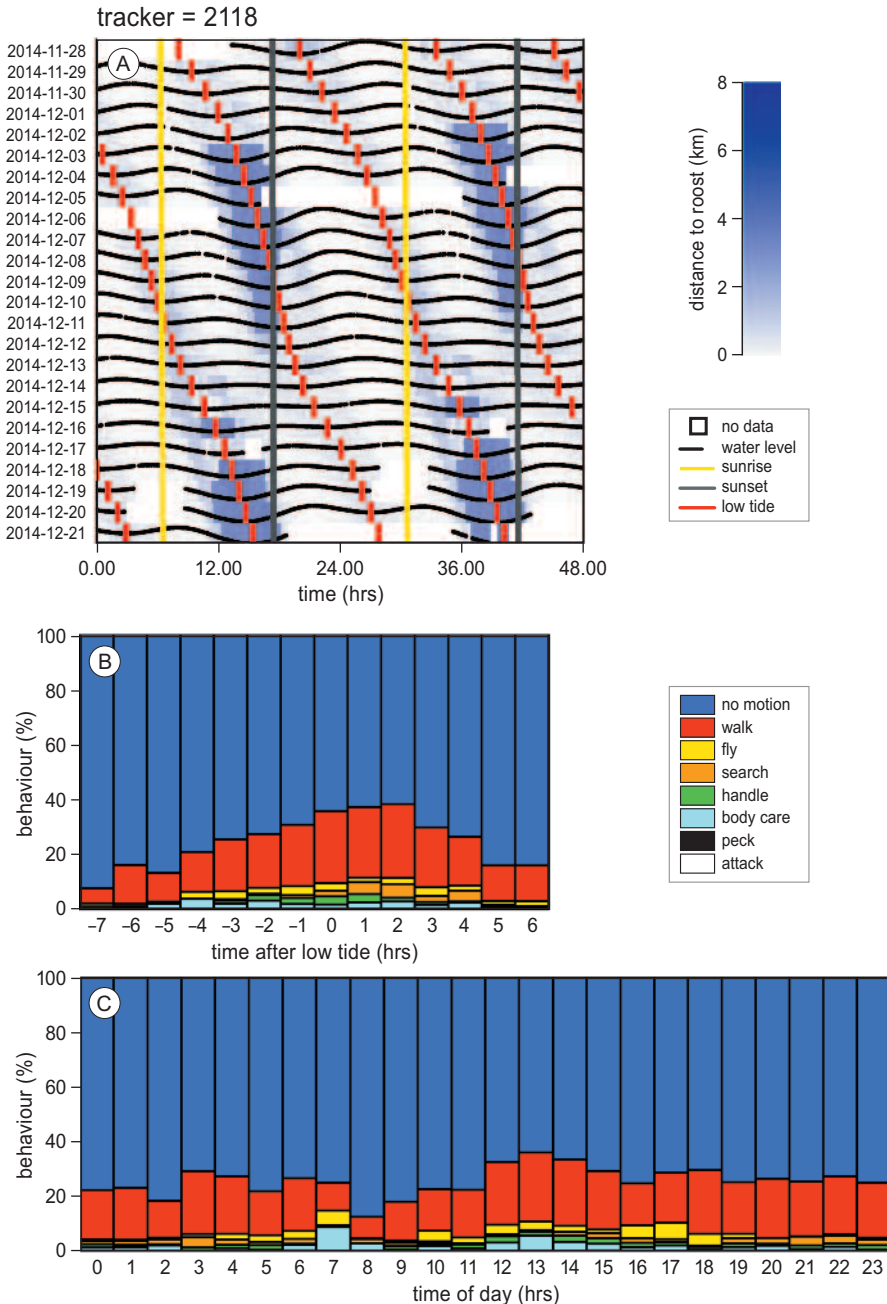 tracker = 2118
A
2014-11-28
2014-11-29
2014-11-30
2014-12-01
2014-12-02
2014-12-03
2014-12-04
2014-12-05
2014-12-06
2014-12-07
2014-12-08
2014-12-09
2014-12-10
2014-12-11
2014-12-12
2014-12-13
2014-12-14
2014-12-15
2014-12-16
2014-12-17
2014-12-18
2014-12-19
2014-12-20
2014-12-21
0.00 12.00 24.00 36.00 48.00
time (hrs)
distance to roost (km)
8
6
4
2
0
no data
water level
sunrise
sunset
low tide
B
behaviour (%)
100
80
60
40
20
0
–7 –6 –5 –4 –3 –2 –1 0 1 2 3 4 5 6
time after low tide (hrs)
no motion
walk
fly
search
handle
body care
peck
attack
C
behaviour (%)
100
80
60
40
20
0
0 1 2 3 4 5 6 7 8 9 10 11 12 13 14 15 16 17 18 19 20 21 22 23
time of day (hrs)